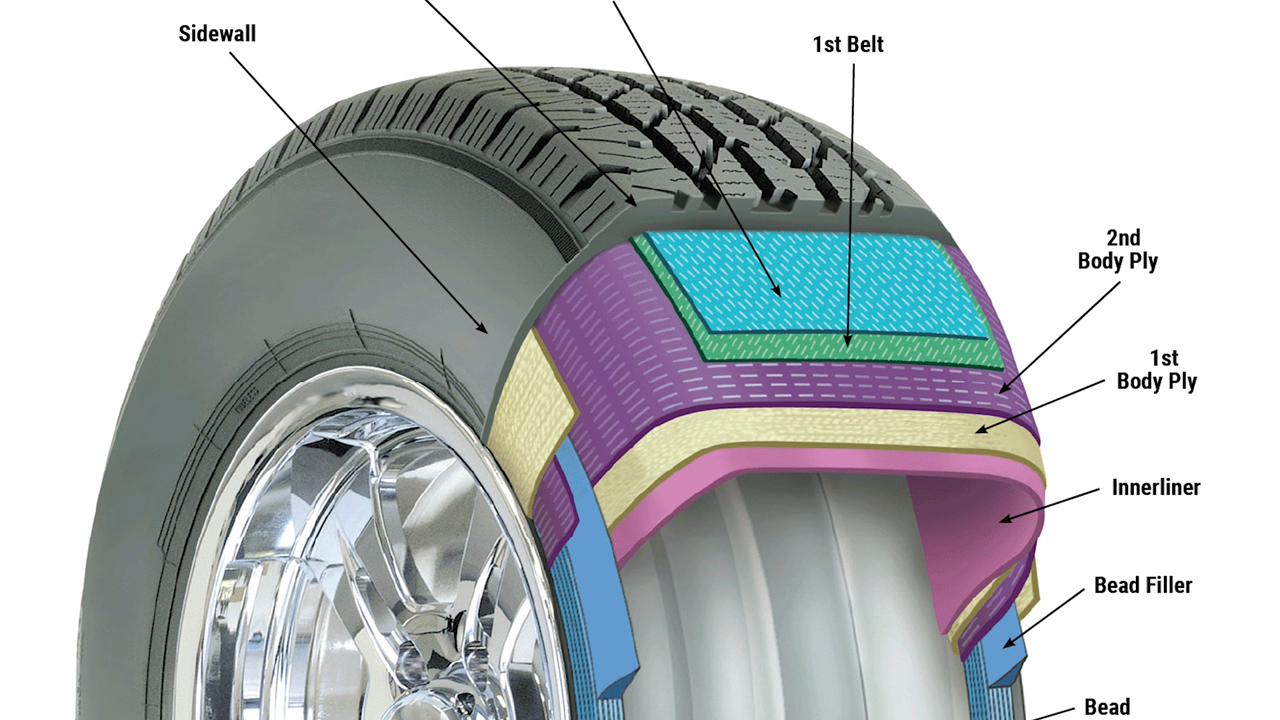 Sidewall
1st Belt
2nd
Body Ply
1st
Body Ply
Innerliner
Bead Filler
Bead